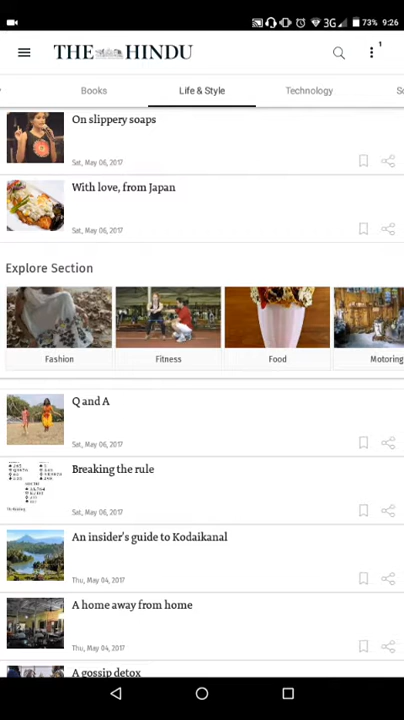 3G 73% 9:26
THE HINDU
1
Books Life & Style Technology
On slippery soaps
Sat, May 06, 2017
With love, from Japan
Sat, May 06, 2017
Explore Section
Fashion Fitness Food Motoring
Q and A
Sat, May 06, 2017
Breaking the rule
Sat, May 06, 2017
An insider's guide to Kodaikanal
Thu, May 04, 2017
A home away from home
Thu, May 04, 2017
A gossip detox